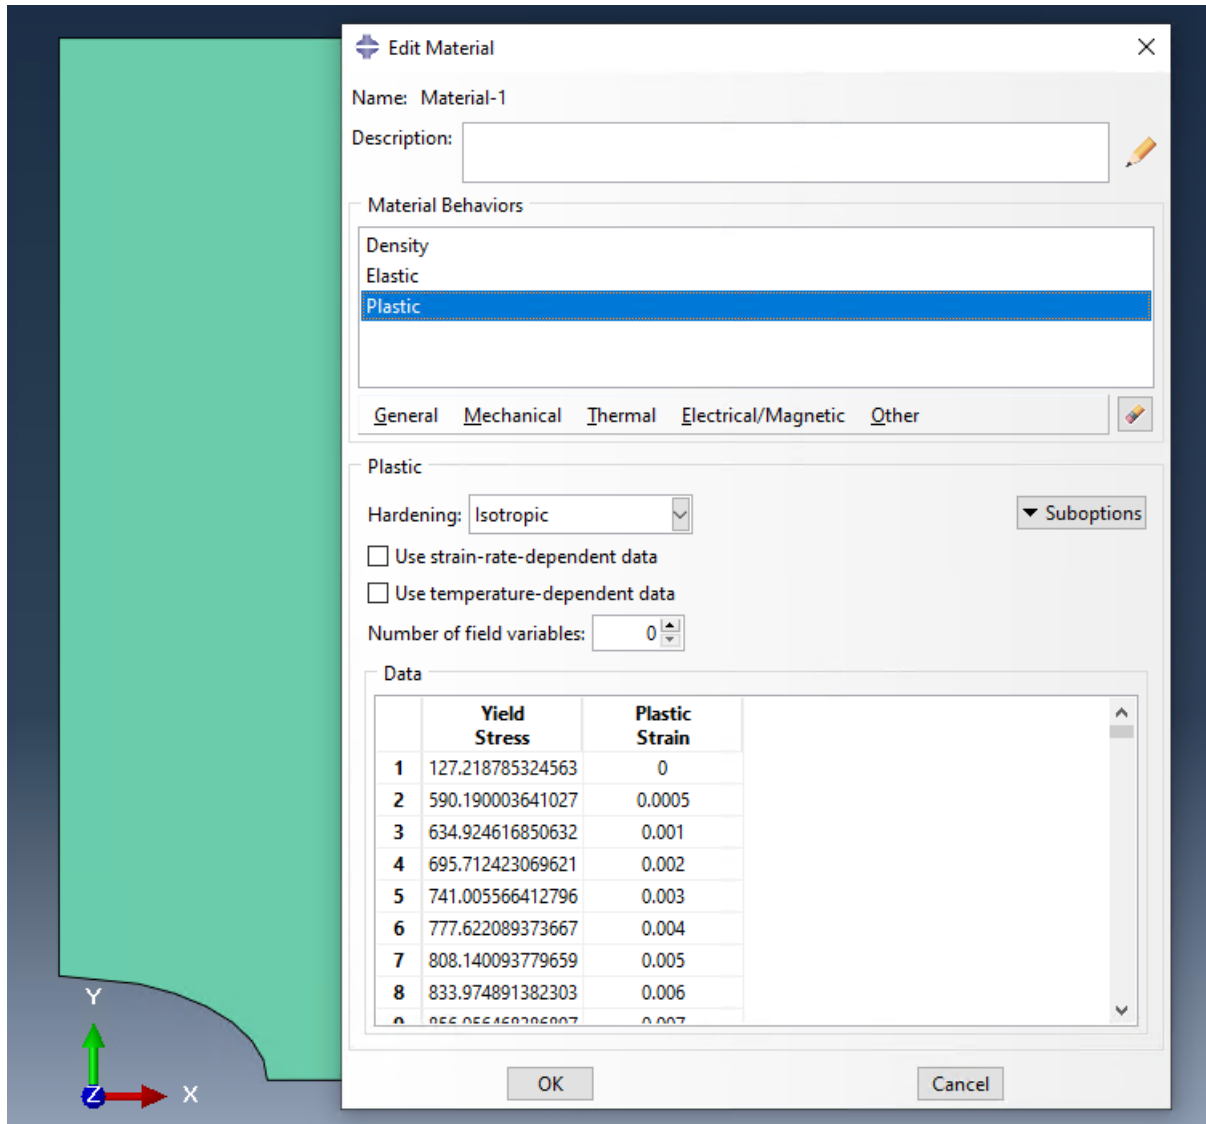 Edit Material
Name: Material-1
Description:
Material Behaviors
Density
Elastic
Plastic
General Mechanical Thermal Electrical/Magnetic Other
Plastic
Hardening: Isotropic
Suboptions
Use strain-rate-dependent data
Use temperature-dependent data
Number of field variables: 0
Data
Yield Plastic
Stress Strain
1 127.218785324563 0
2 590.190003641027 0.0005
3 634.924616850632 0.001
4 695.712423069621 0.002
5 741.005566412796 0.003
6 777.622089373667 0.004
7 808.140093779659 0.005
8 833.974891382303 0.006
OK Cancel
Y
Z X